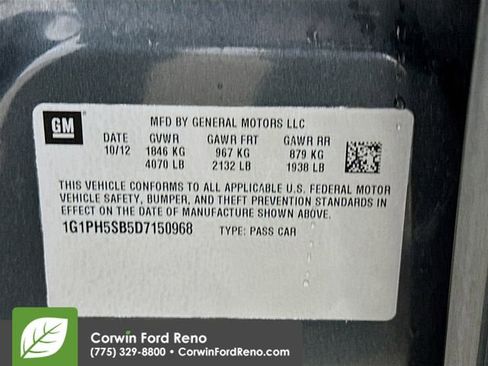 GM
MFD BY GENERAL MOTORS LLC
DATE GVWR GAWR FRT GAWR RR
10/12 1846 KG 967 KG 879 KG
4070 LB 2132 LB 1938 LB
THIS VEHICLE CONFORMS TO ALL APPLICABLE U.S. FEDERAL MOTOR
VEHICLE SAFETY, BUMPER, AND THEFT PREVENTION STANDARDS IN
EFFECT ON THE DATE OF MANUFACTURE SHOWN ABOVE.
1G1PH5SB5D7150968 TYPE: PASS CAR
Corwin Ford Reno
(775) 329-8800 • CorwinFordReno.com